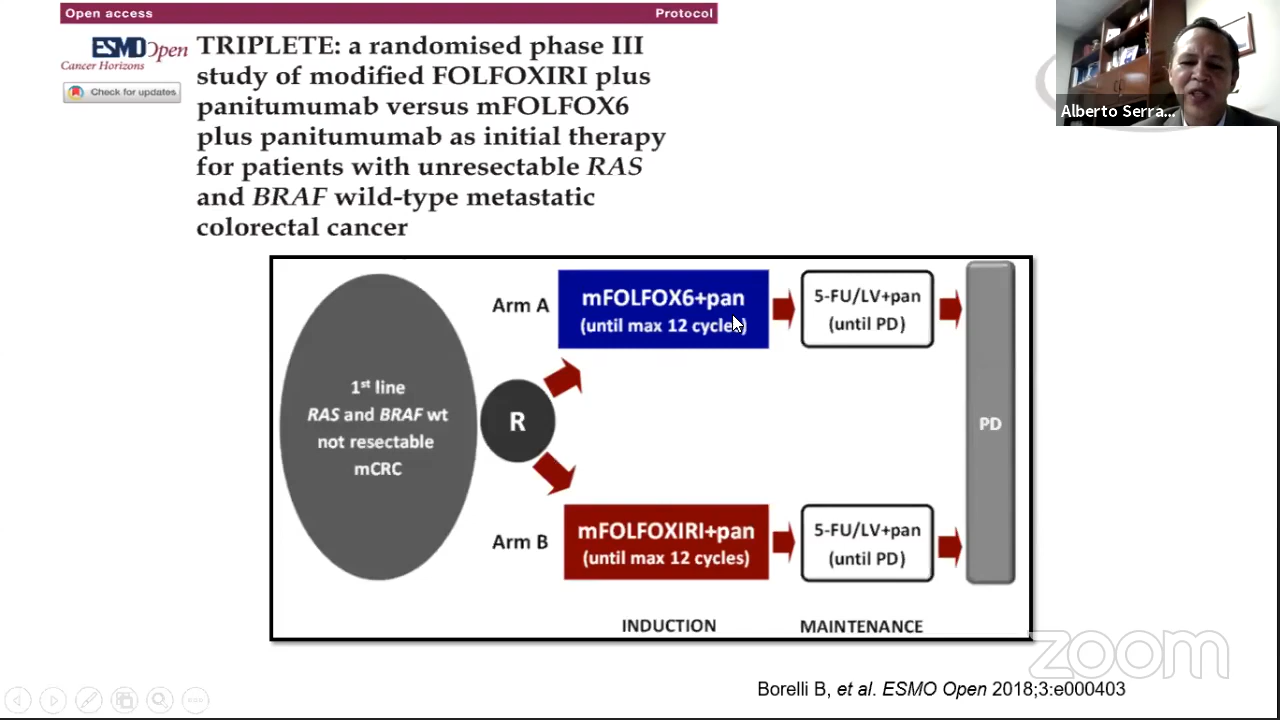 Open access
Protocol
ESMO Open
Cancer Horizons
Check for updates
TRIPLETE: a randomised phase III
study of modified FOLFOXIRI plus
panitumumab versus mFOLFOX6
plus panitumumab as initial therapy
for patients with unresectable RAS
and BRAF wild-type metastatic
colorectal cancer
Alberto Serra...
1st line
RAS and BRAF wt
not resectable
mCRC
R
Arm A
mFOLFOX6+pan
(until max 12 cycles)
5-FU/LV+pan
(until PD)
PD
Arm B
mFOLFOXIRI+pan
(until max 12 cycles)
5-FU/LV+pan
(until PD)
INDUCTION
MAINTENANCE
zoom
Borelli B, et al. ESMO Open 2018;3:e000403